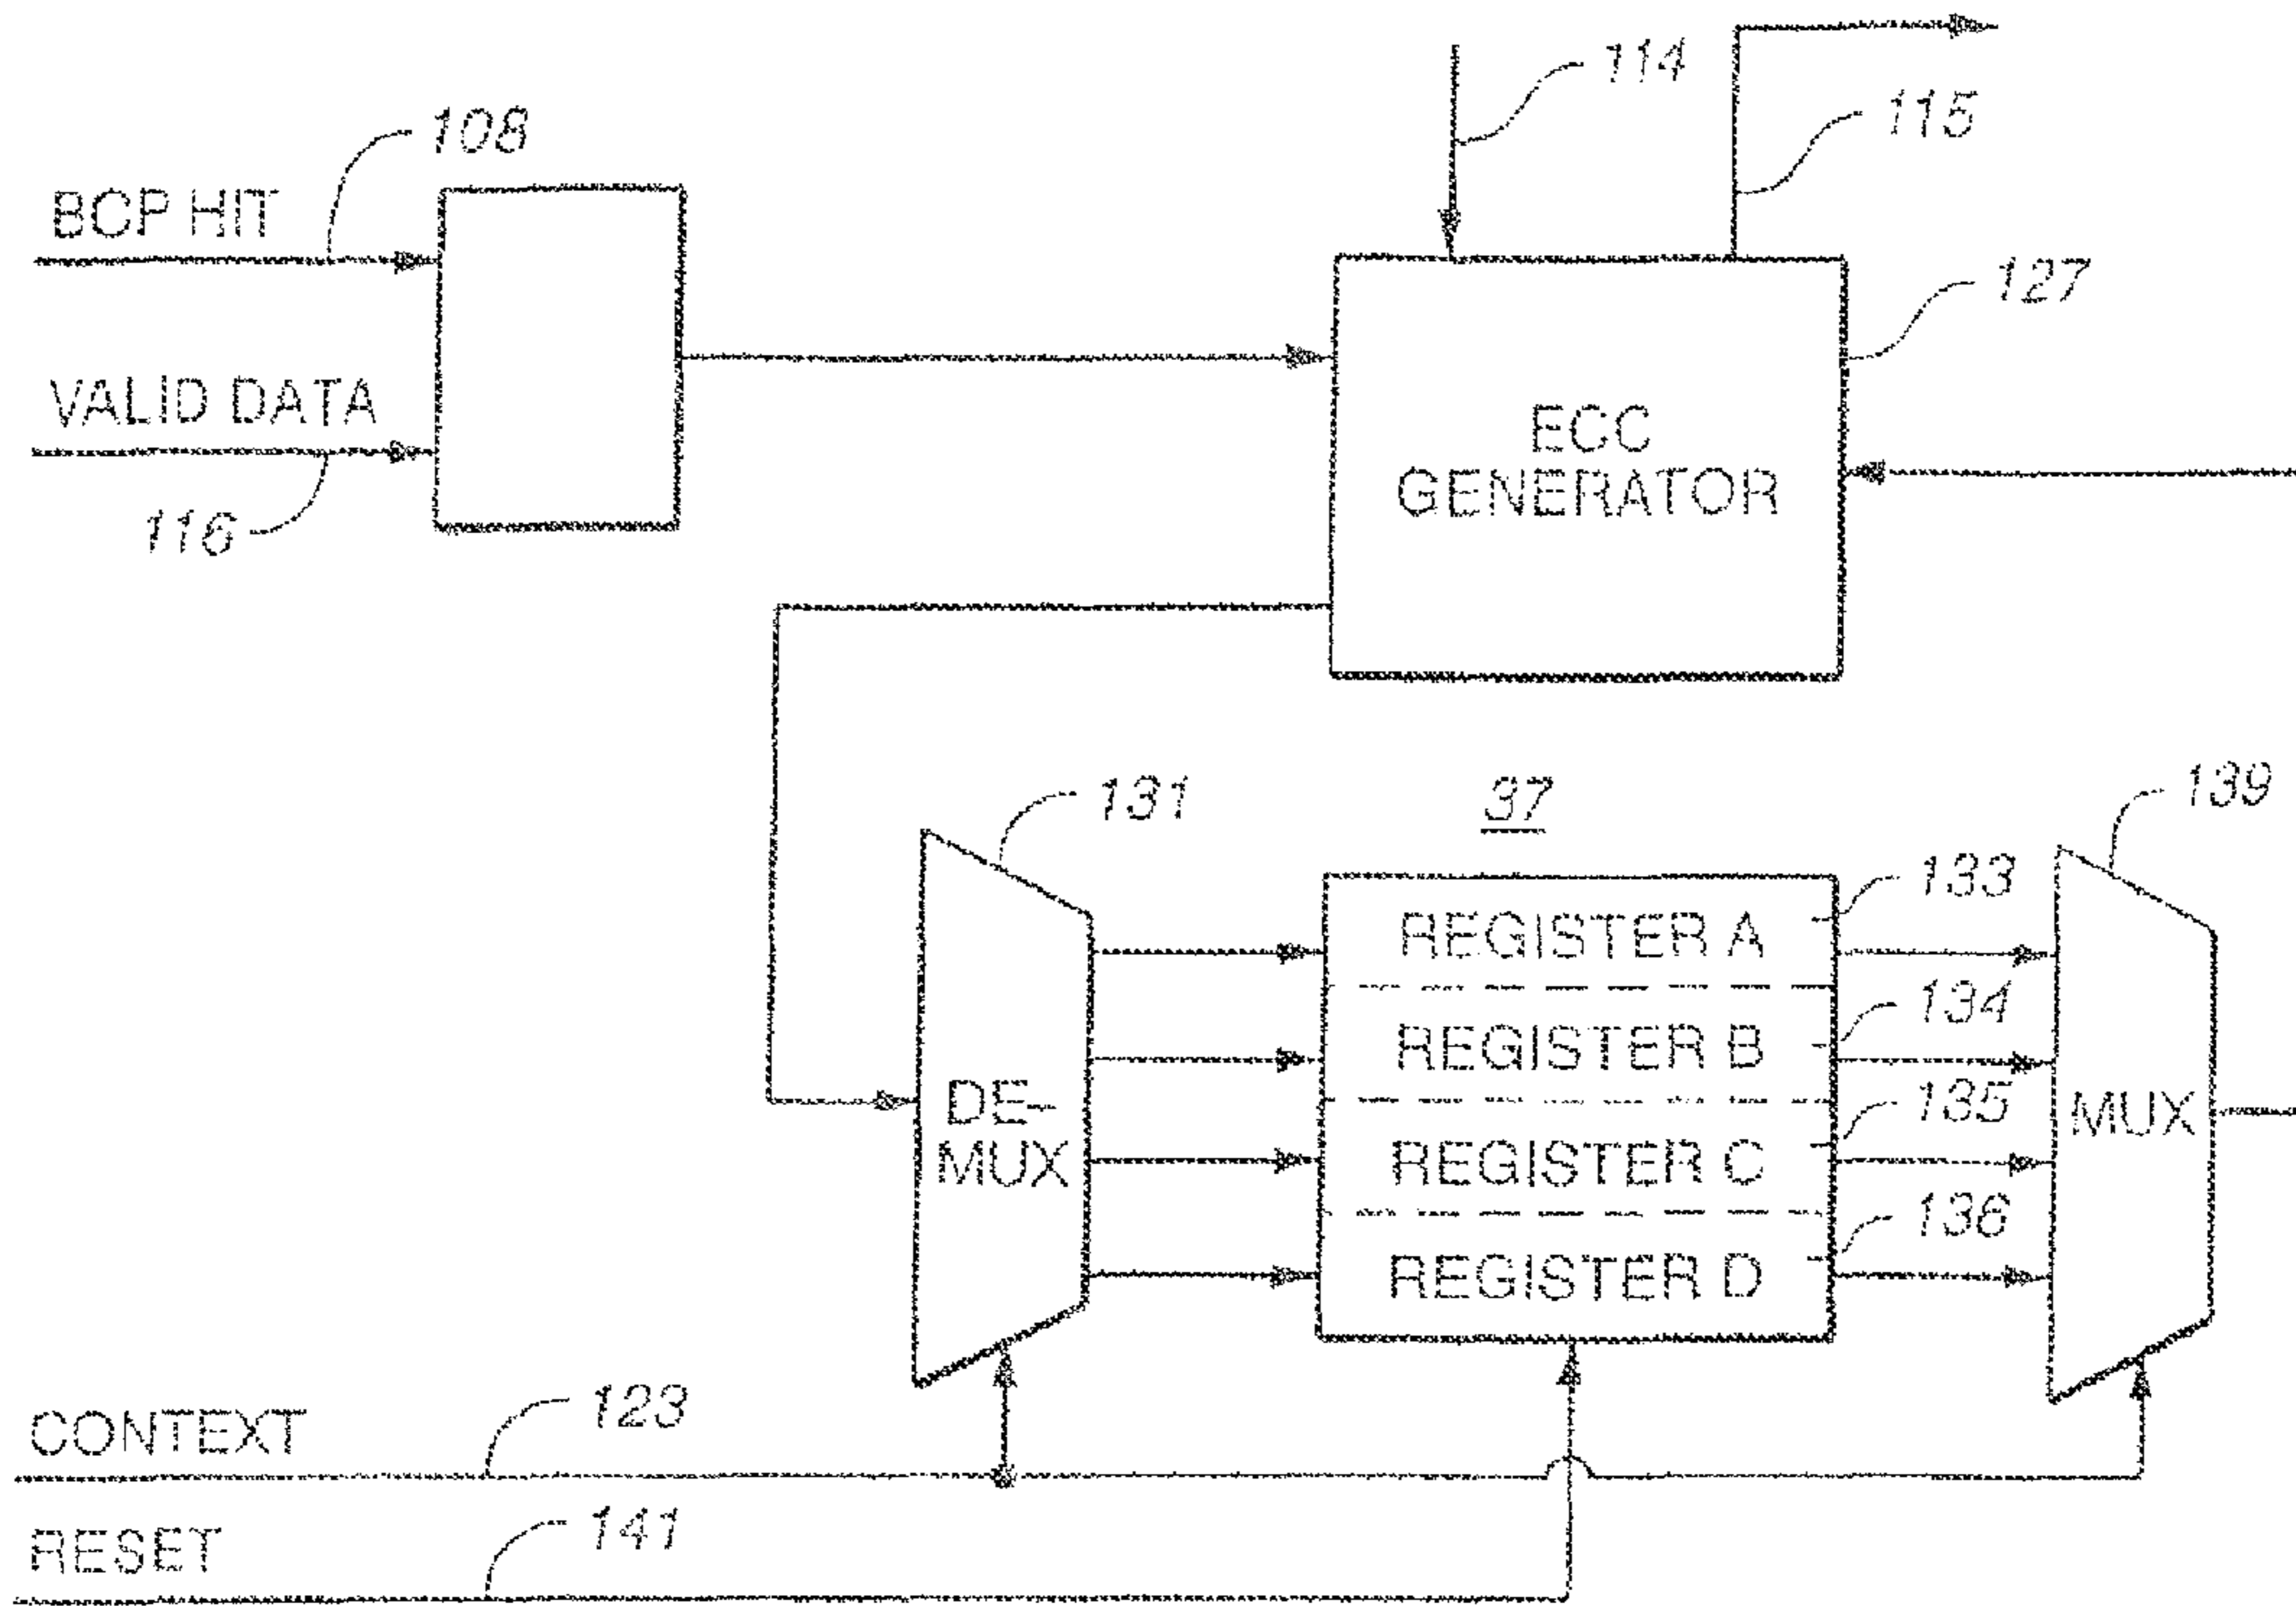 114
115
108
BCP HIT
127
VALID DATA
ECC
GENERATOR
116
131
37
139
133
REGISTER A
134
REGISTER B
DE-
MUX
135
MUX
REGISTER C
136
REGISTER D
123
CONTEXT
141
RESET